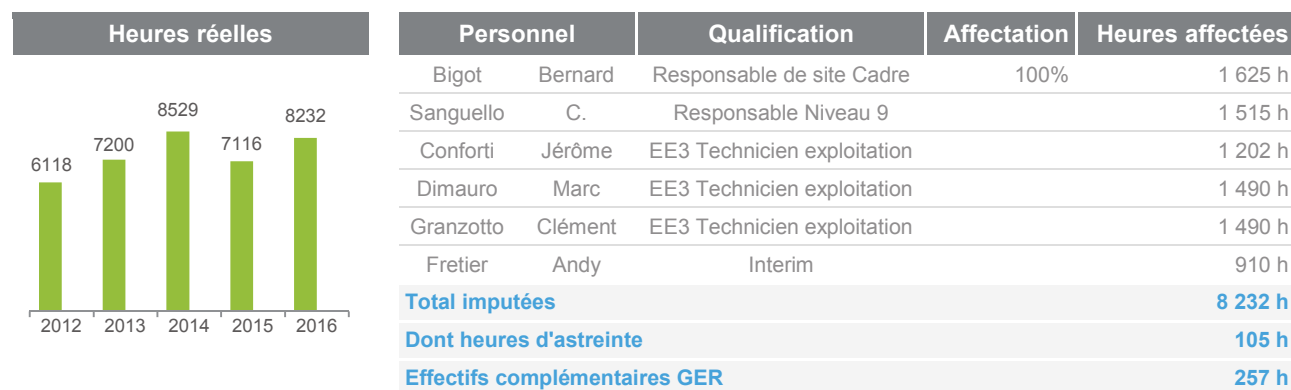 Heures réelles
6118
7200
8529
7116
8232
2012 2013 2014 2015 2016
Personnel Qualification Affectation Heures affectées
Bigot Bernard Responsable de site Cadre 100% 1 625 h
Sanguello C. Responsable Niveau 9 1 515 h
Conforti Jérôme EE3 Technicien exploitation 1 202 h
Dimauro Marc EE3 Technicien exploitation 1 490 h
Granzotto Clément EE3 Technicien exploitation 1 490 h
Fretier Andy Interim 910 h
Total imputées 8 232 h
Dont heures d'astreinte 105 h
Effectifs complémentaires GER 257 h